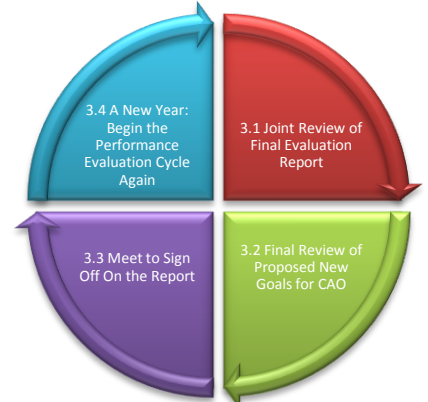 3.4 A New Year:
Begin the
Performance
Evaluation Cycle
Again
3.1 Joint Review of
Final Evaluation
Report
3.3 Meet to Sign
Off On the Report
3.2 Final Review of
Proposed New
Goals for CAO